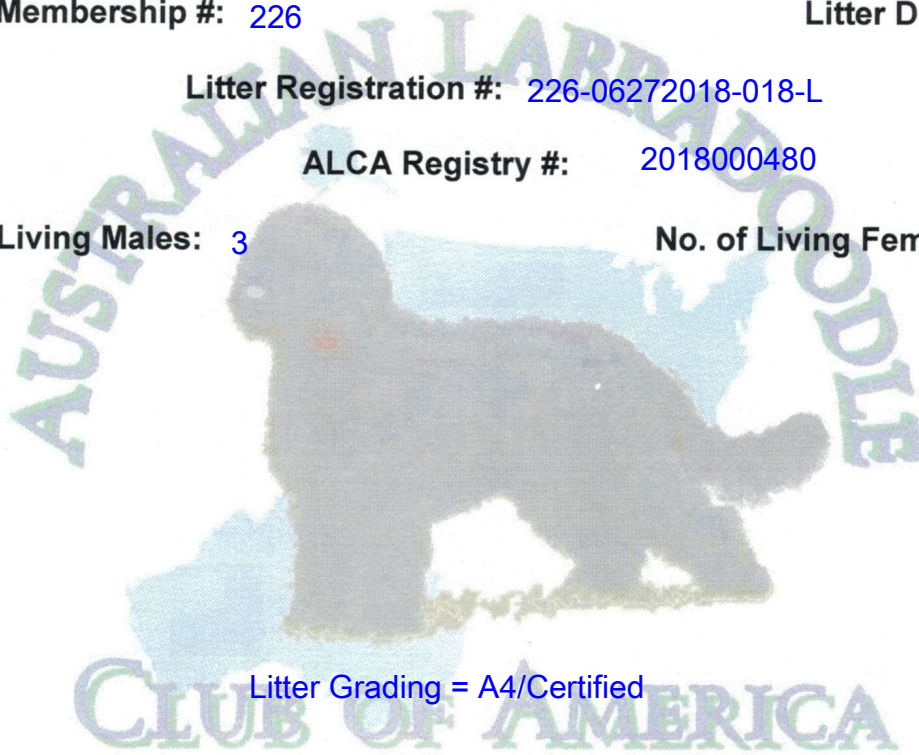 Membership #: 226 Litter D
Litter Registration #: 226-06272018-018-L
ALCA Registry #: 2018000480
Living Males: 3 No. of Living Fem
AUSTRALIAN LABRADOODLE
Litter Grading = A4/Certified
CLUB OF AMERICA